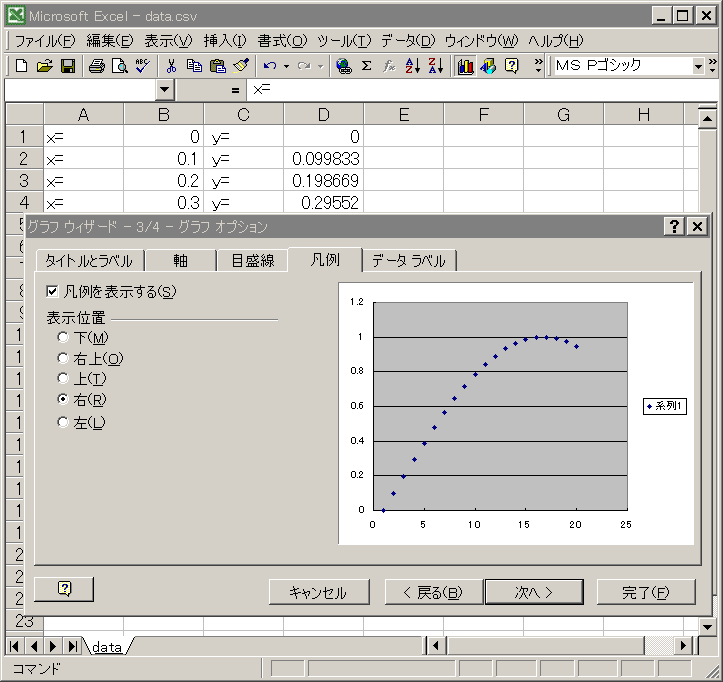 Microsoft Excel - data.csv
ファイル(F) 編集(E) 表示(V) 挿入(I) 書式(O) ツール(T) データ(D) ウィンドウ(W) ヘルプ(H)
ABC Σ fx A Z Z A ? » ＭＳ Ｐゴシック »
= x=
A B C D E F G H
1 x= 0 y= 0
2 x= 0.1 y= 0.099833
3 x= 0.2 y= 0.198669
4 x= 0.3 y= 0.29552
グラフ ウィザード - 3/4 - グラフ オプション ?
タイトルとラベル 軸 目盛線 凡例 データ ラベル
凡例を表示する(S)
表示位置
下(M)
右上(O)
上(T)
右(R)
左(L)
1.2
1
0.8
0.6
0.4
0.2
0
0 5 10 15 20 25
系列1
? キャンセル < 戻る(B) 次へ > 完了(F)
23
data
コマンド